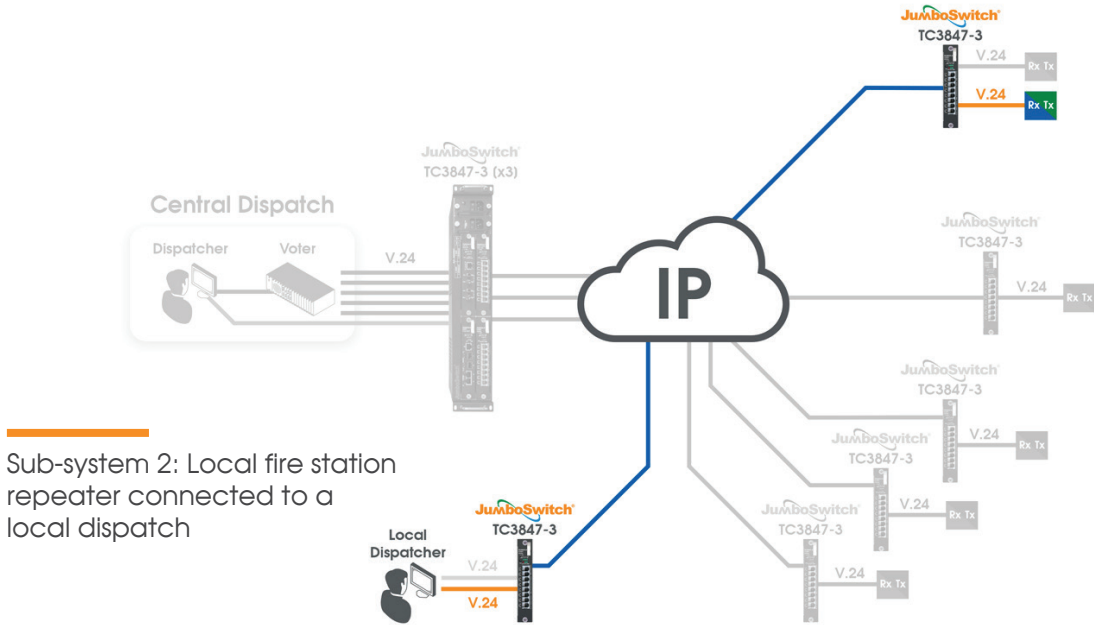 JumboSwitch®
TC3847-3
V.24
Rx Tx
V.24
Rx Tx
JumboSwitch®
TC3847-3 (x3)
Central Dispatch
Dispatcher
Voter
V.24
IP
JumboSwitch®
TC3847-3
V.24
Rx Tx
JumboSwitch®
TC3847-3
V.24
Rx Tx
JumboSwitch®
TC3847-3
V.24
Rx Tx
JumboSwitch®
TC3847-3
V.24
Rx Tx
Sub-system 2: Local fire station
repeater connected to a
local dispatch
JumboSwitch®
TC3847-3
Local
Dispatcher
V.24
V.24